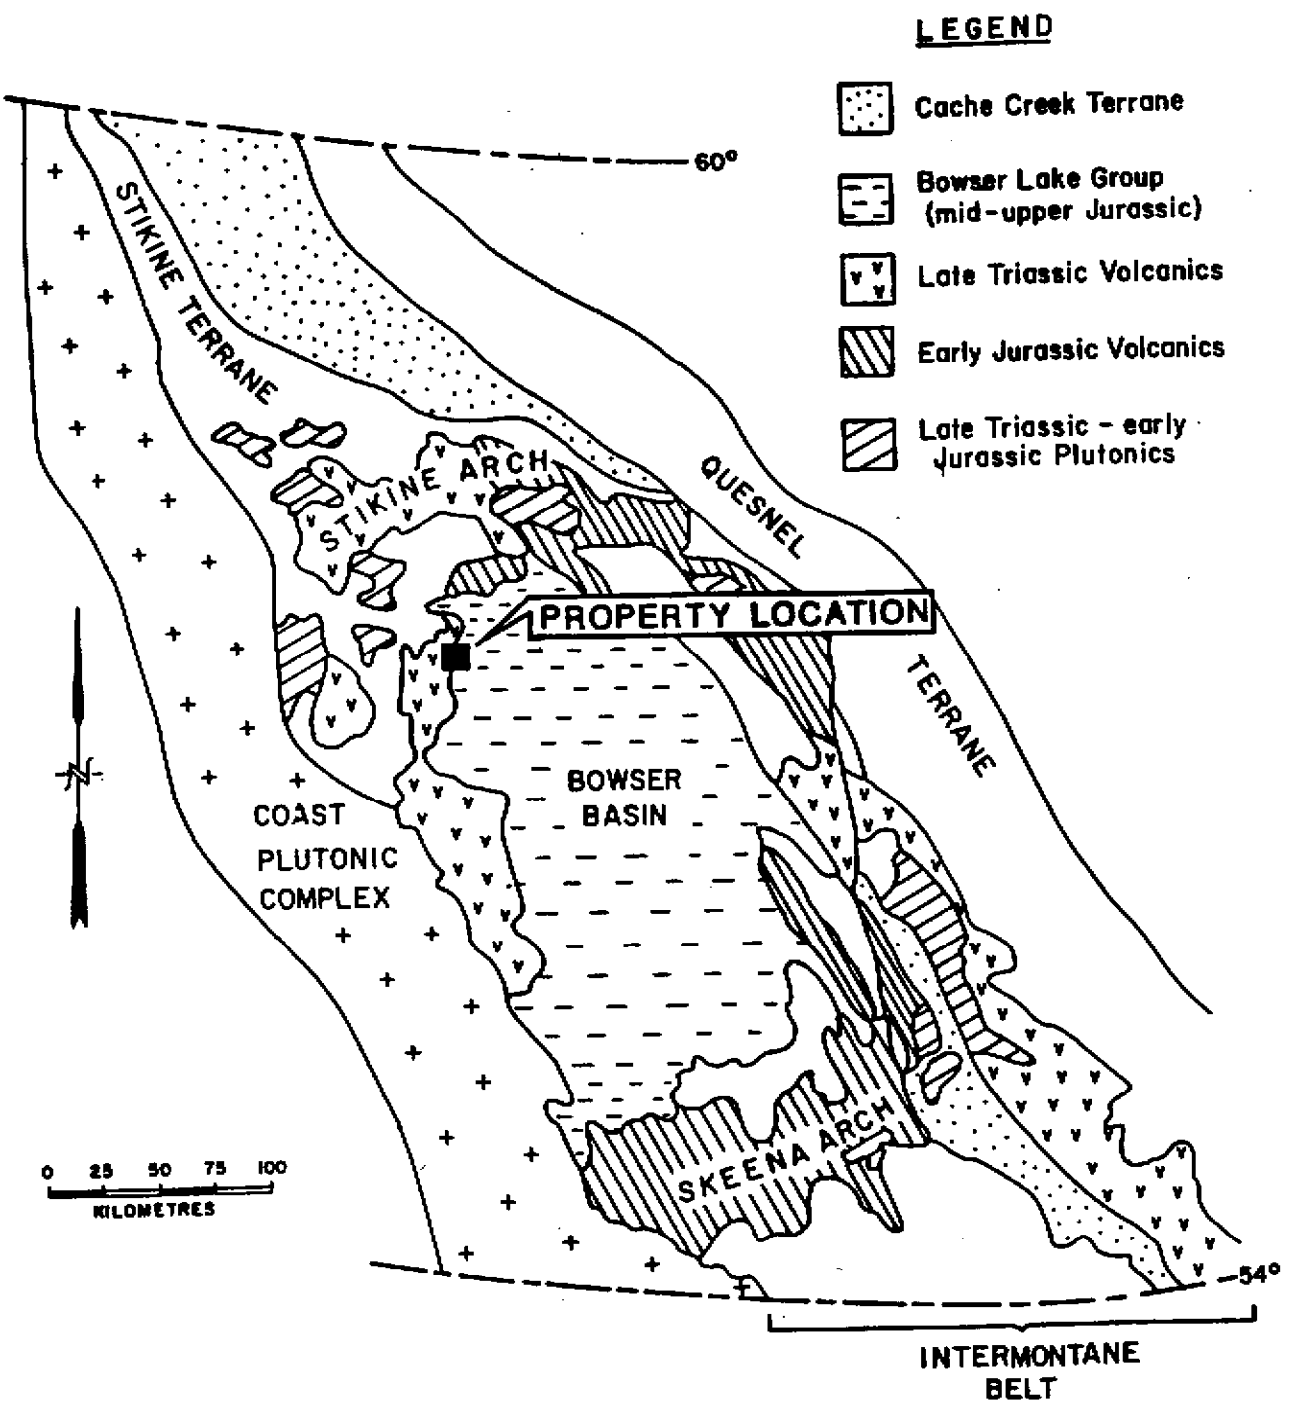 LEGEND
Cache Creek Terrane
Bowser Lake Group
(mid-upper Jurassic)
Late Triassic Volcanics
Early Jurassic Volcanics
Late Triassic - early
Jurassic Plutonics
60°
STIKINE TERRANE
STIKINE ARCH
QUESNEL
TERRANE
PROPERTY LOCATION
BOWSER
BASIN
COAST
PLUTONIC
COMPLEX
SKEENA ARCH
N
0 25 50 75 100
KILOMETRES
54°
INTERMONTANE
BELT